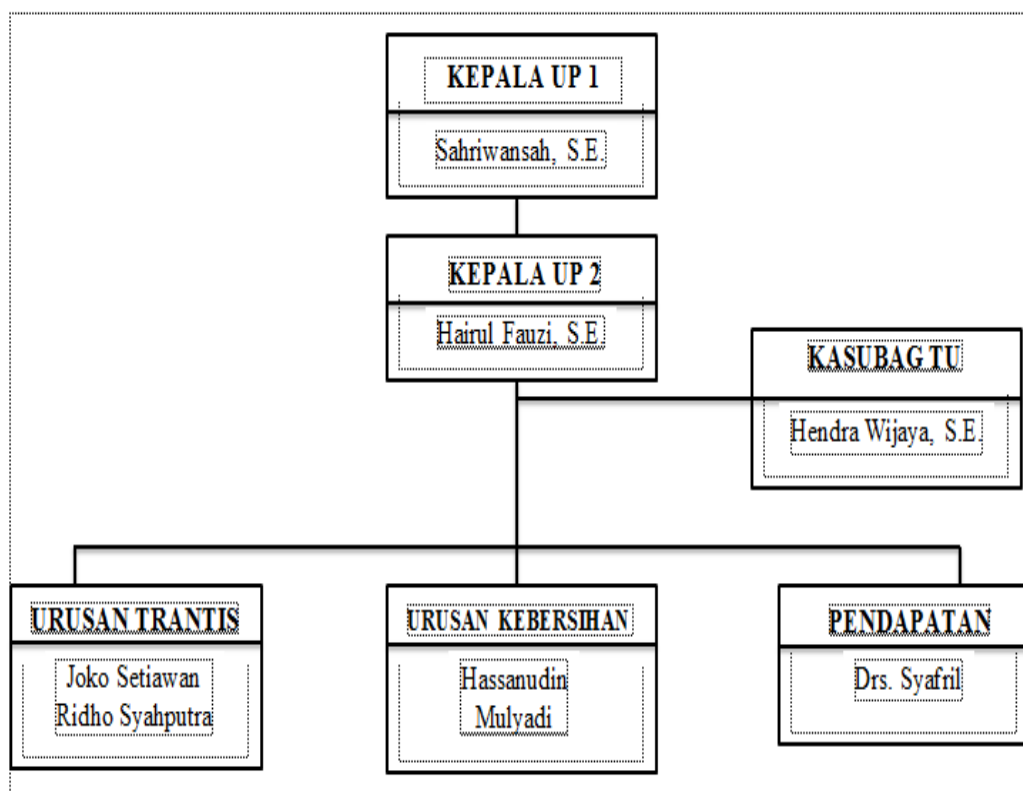 KEPALA UP 1
Sahriwansah, S.E.
KEPALA UP 2
Hairul Fauzi, S.E
KASUBAG TU
Hendra Wijaya, S.E.
URUSAN TRANTIS
Joko Setiawan
Ridho Syahputra
URUSAN KEBERSIHAN
Hassanudin
Mulyadi
PENDAPATAN
Drs. Syafril